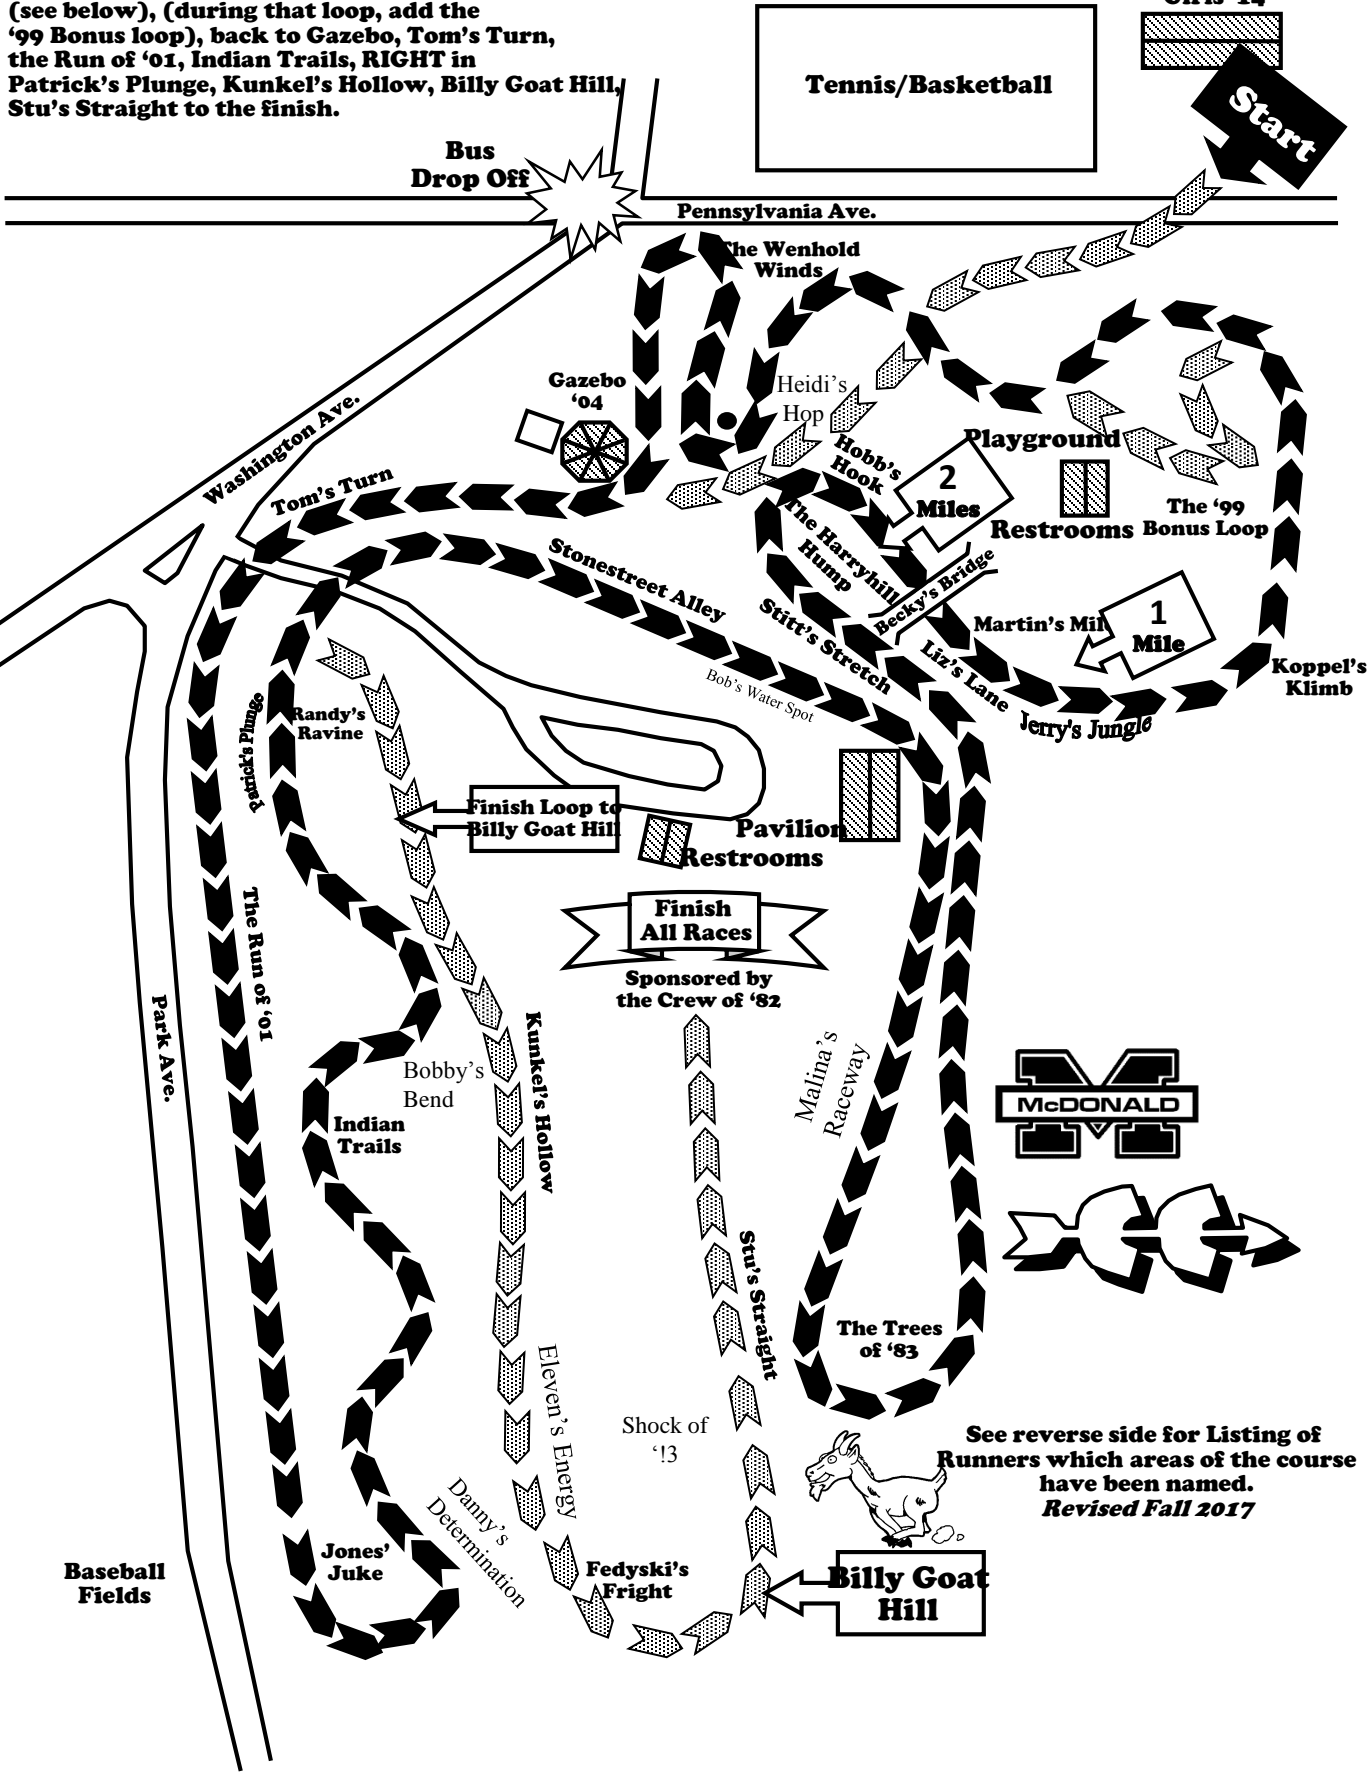 (see below), (during that loop, add the
‘99 Bonus loop), back to Gazebo, Tom’s Turn,
the Run of ‘01, Indian Trails, RIGHT in
Patrick’s Plunge, Kunkel’s Hollow, Billy Goat Hill,
Stu’s Straight to the finish.
Tennis/Basketball
Start
Bus
Drop Off
Pennsylvania Ave.
The Wenhold
Winds
Washington Ave.
Gazebo
‘04
Heidi’s
Hop
Hobb’s
Hook
Playground
2
Miles
Restrooms
The ‘99
Bonus Loop
Tom’s Turn
The Harryhill
Hump
Becky’s Bridge
Stonestreet Alley
Stitt’s Stretch
Martin’s Mil
1
Mile
Liz’s Lane
Jerry's Jungle
Koppel’s
Klimb
Bob’s Water Spot
Randy’s
Ravine
Patrick's Plunge
Finish Loop to
Billy Goat Hill
Pavilion
Restrooms
Finish
All Races
Sponsored by
the Crew of ‘82
The Run of ‘01
Park Ave.
Kunkel’s Hollow
Bobby’s
Bend
Malina’s
Raceway
McDONALD
Indian
Trails
Stu’s Straight
The Trees
of ‘83
Eleven’s Energy
Shock of
‘!3
See reverse side for Listing of
Runners which areas of the course
have been named.
Revised Fall 2017
Danny’s
Determination
Jones’
Juke
Fedyski’s
Fright
Billy Goat
Hill
Baseball
Fields